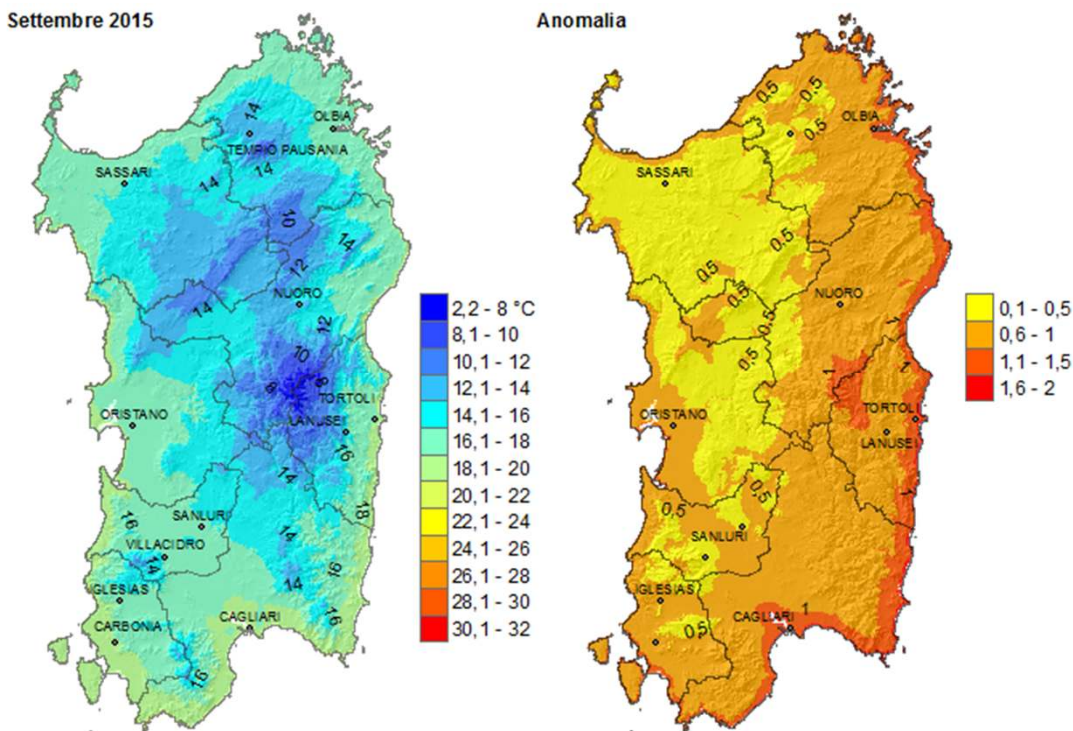 Settembre 2015
14
OLBIA
TEMPIO PAUSANIA
14
SASSARI
14
10
14
12
NUORO
14
12
10
8
8
TORTOLI
ORISTANO
LANUSEI
16
14
18
SANLURI
16
14
VILLACIDRO
14
16
14
IGLESIAS
16
CAGLIARI
CARBONIA
16
2,2 - 8 °C
8,1 - 10
10,1 - 12
12,1 - 14
14,1 - 16
16,1 - 18
18,1 - 20
20,1 - 22
22,1 - 24
24,1 - 26
26,1 - 28
28,1 - 30
30,1 - 32
Anomalia
0,5
0,5
OLBIA
0,5
SASSARI
0,5
0,5
0,5
NUORO
0,5
1
0,5
1
1
ORISTANO
TORTOLI
LANUSEI
0,5
1
0,5
SANLURI
IGLESIAS
1
CAGLIARI
0,5
0,1 - 0,5
0,6 - 1
1,1 - 1,5
1,6 - 2